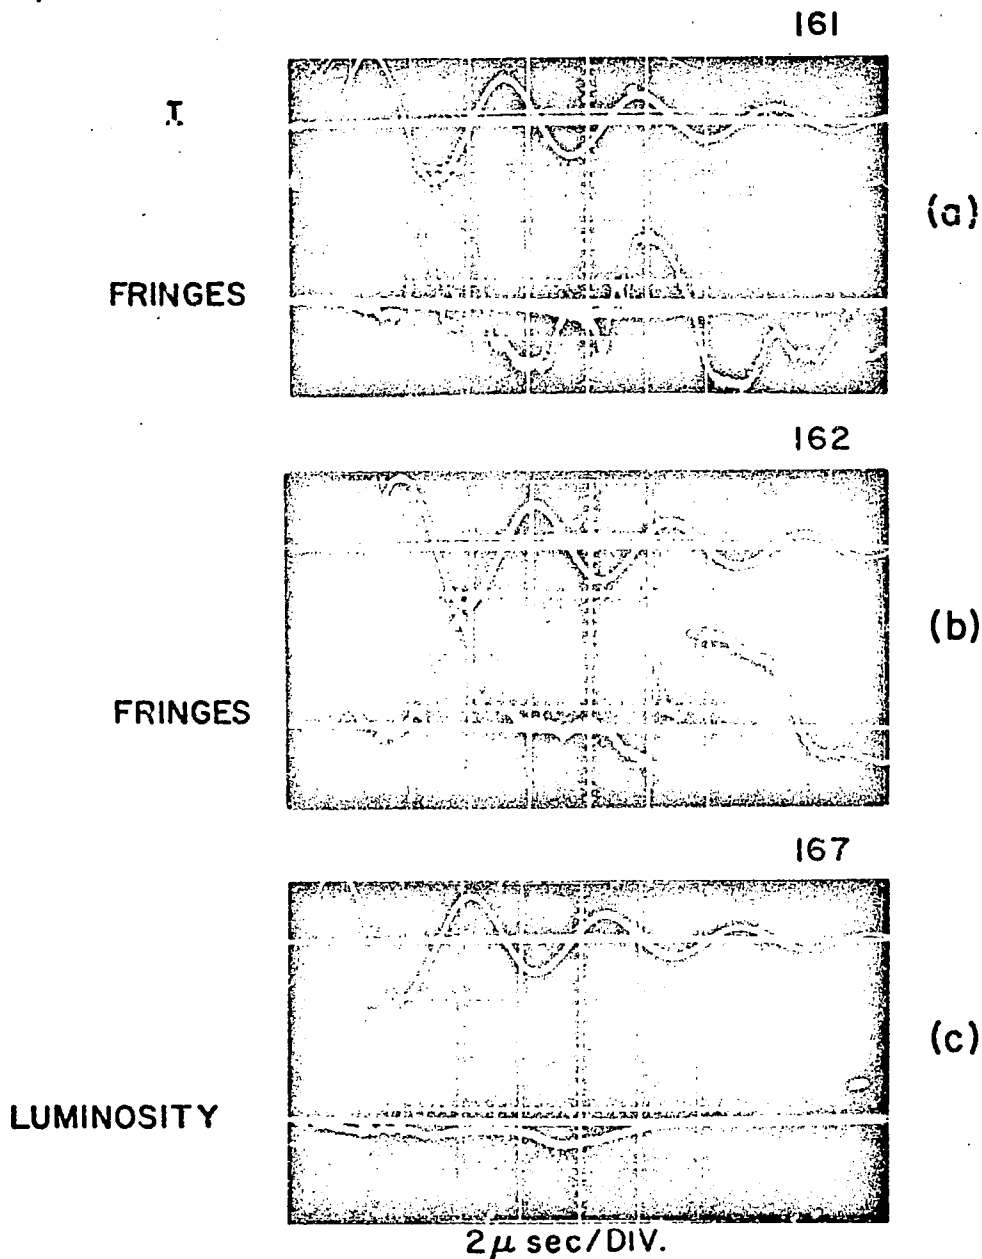 161
I
(a)
FRINGES
162
(b)
FRINGES
167
(c)
LUMINOSITY
2μ sec/DIV.